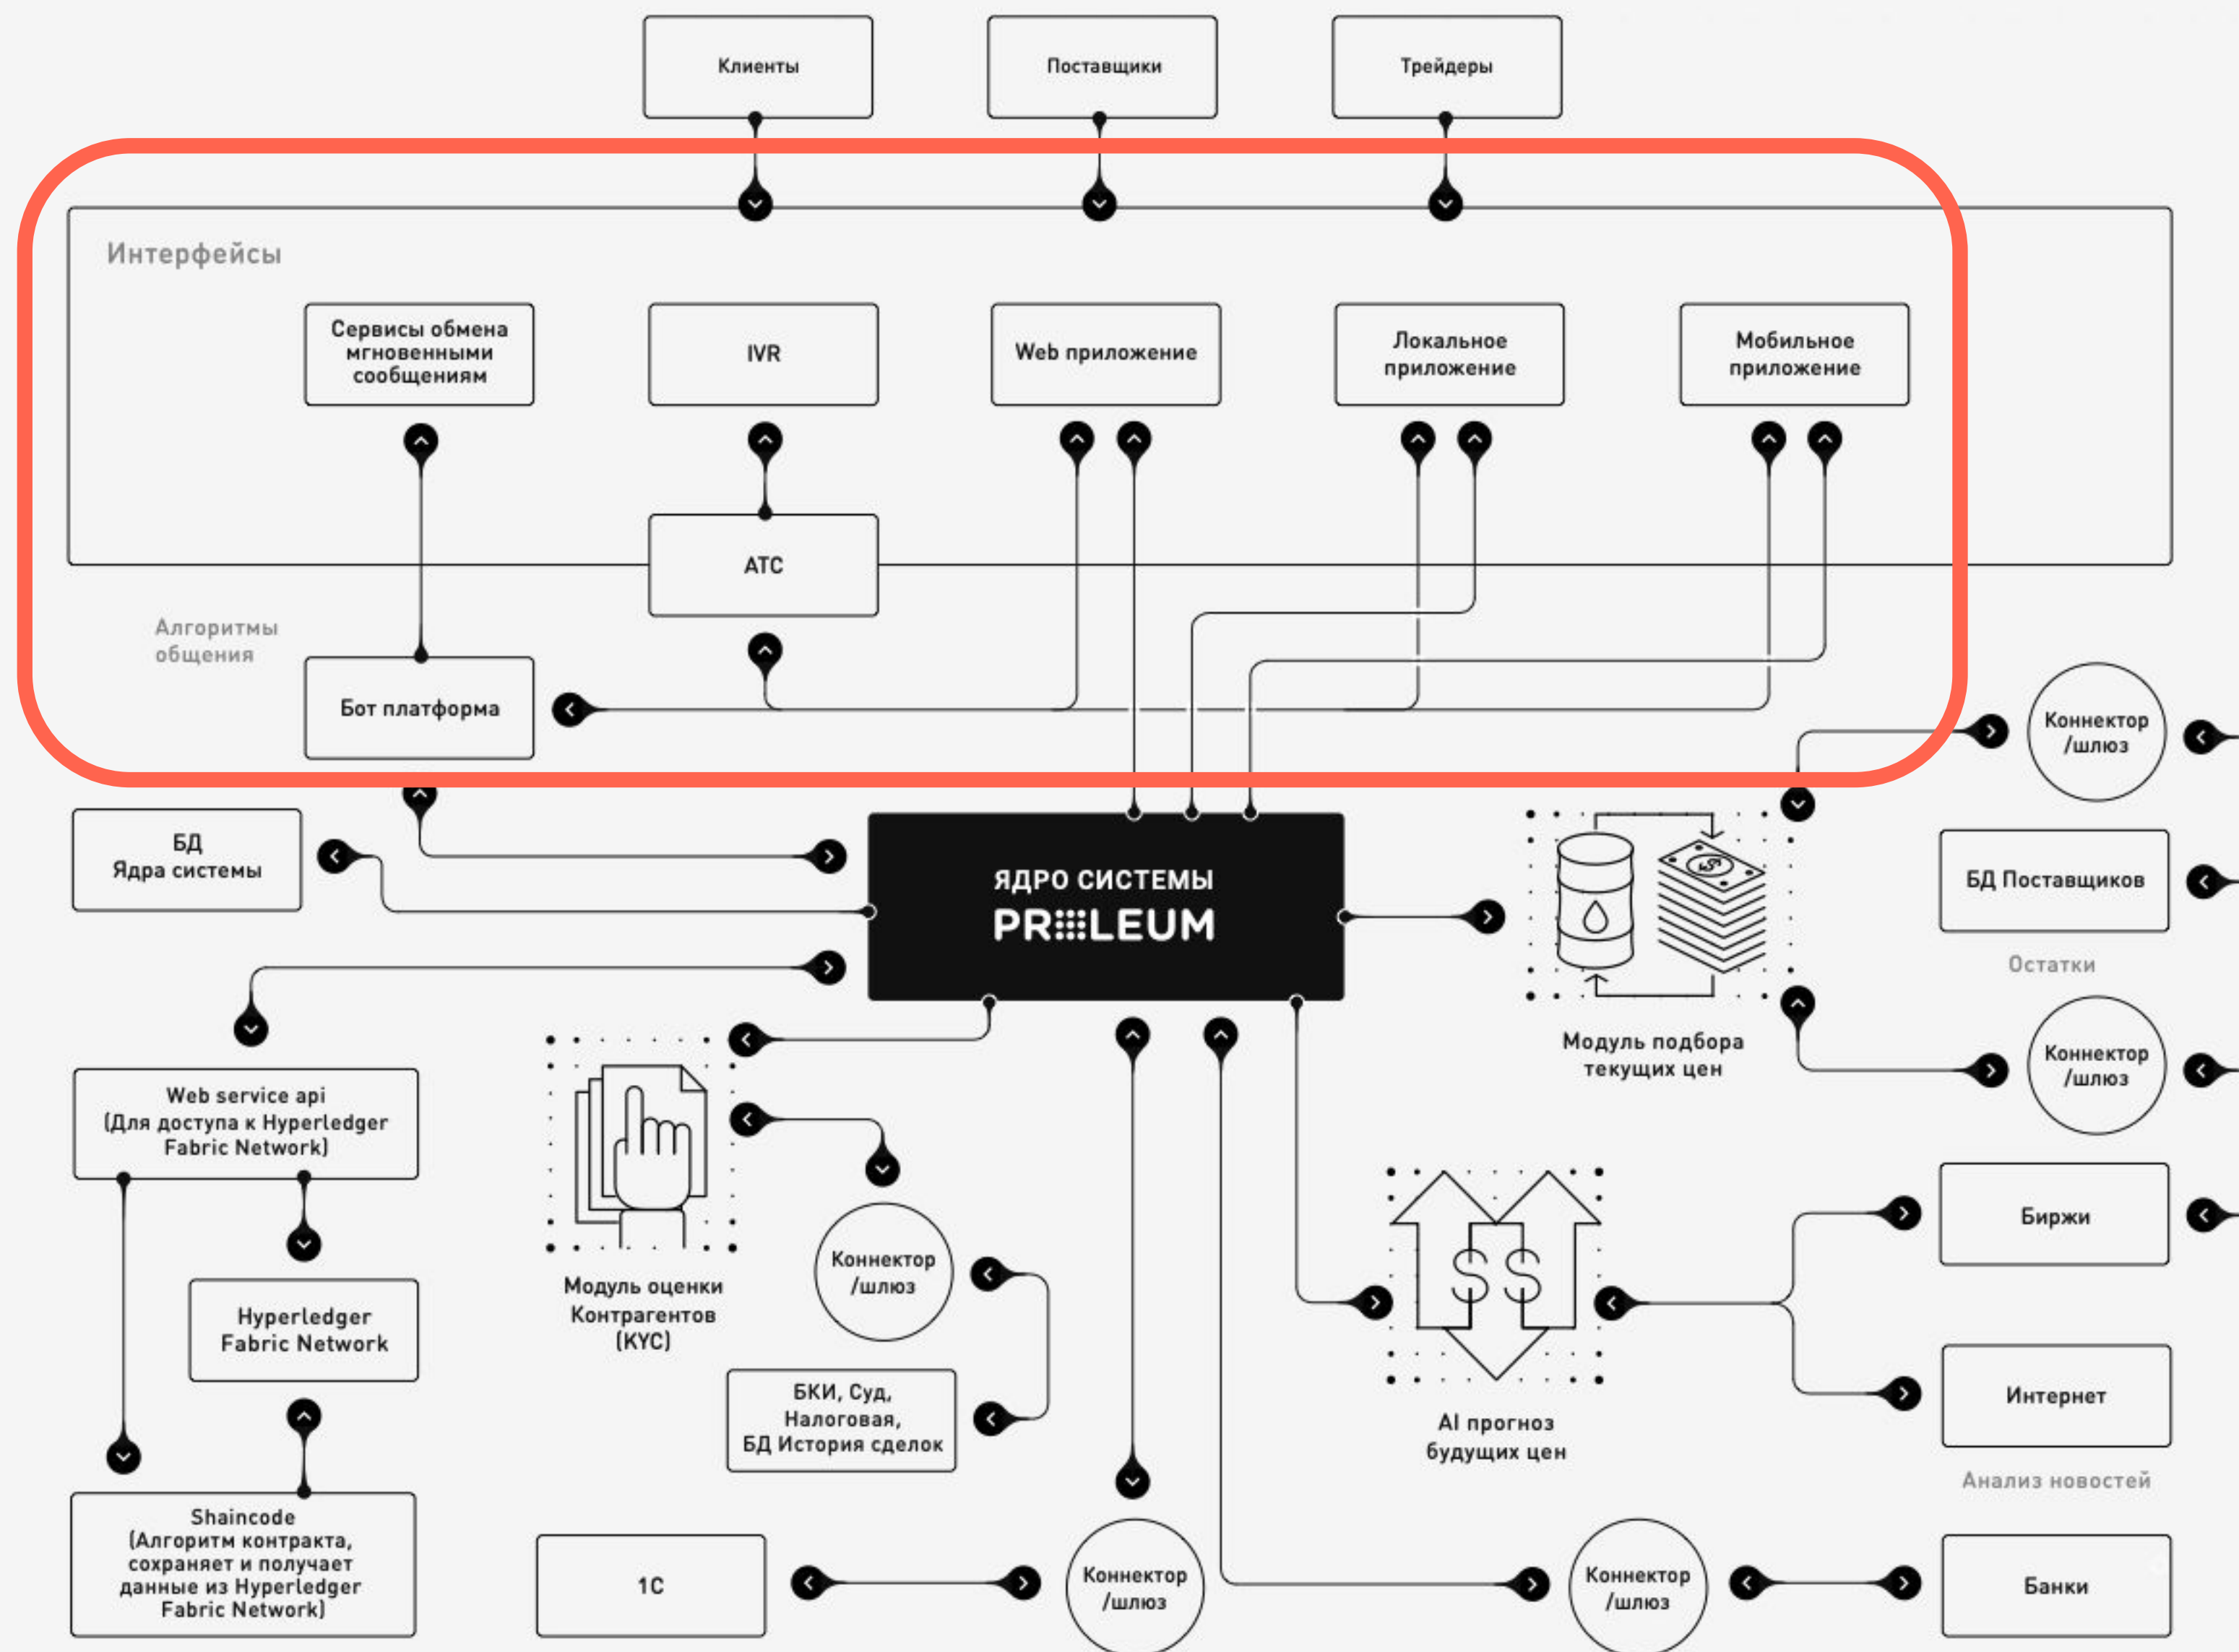 Клиенты
Поставщики
Трейдеры
Интерфейсы
Сервисы обмена
мгновенными
сообщениям
IVR
Web приложение
Локальное
приложение
Мобильное
приложение
АТС
Алгоритмы
общения
Бот платформа
Коннектор
/шлюз
БД
Ядра системы
ЯДРО СИСТЕМЫ
PROLEUM
БД Поставщиков
Остатки
Модуль подбора
текущих цен
Коннектор
/шлюз
Web service api
(Для доступа к Hyperledger
Fabric Network)
Биржи
Коннектор
/шлюз
Модуль оценки
Контрагентов
(KYC)
Hyperledger
Fabric Network
БКИ, Суд,
Налоговая,
БД История сделок
AI прогноз
будущих цен
Интернет
Анализ новостей
Shaincode
(Алгоритм контракта,
сохраняет и получает
данные из Hyperledger
Fabric Network)
1С
Коннектор
/шлюз
Коннектор
/шлюз
Банки